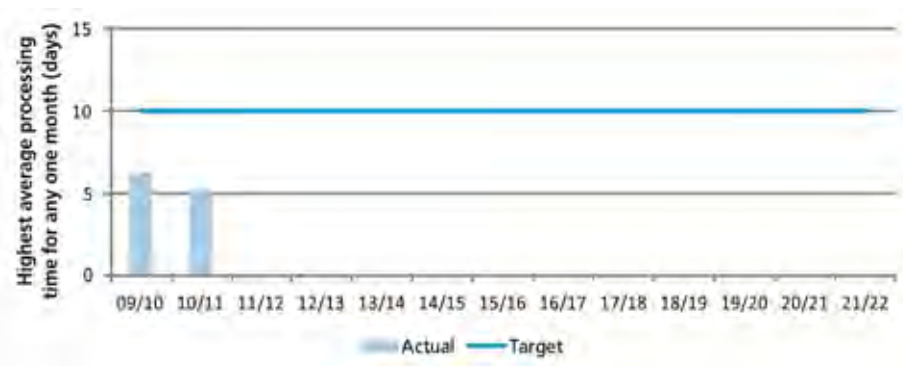 Highest average processing
time for any one month (days)
15
10
5
0
09/10 10/11 11/12 12/13 13/14 14/15 15/16 16/17 17/18 18/19 19/20 20/21 21/22
Actual Target